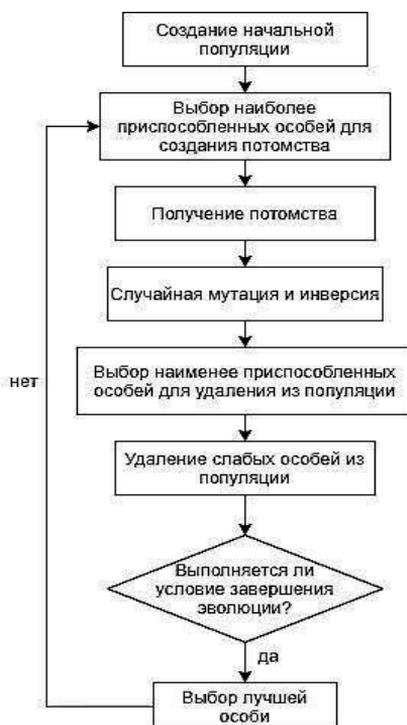 Создание начальной
популяции
Выбор наиболее
приспособленных особей для
создания потомства
Получение потомства
Случайная мутация и инверсия
Выбор наименее приспособленных
особей для удаления из популяции
нет
Удаление слабых особей из
популяции
Выполняется ли
условие завершения
эволюции?
да
Выбор лучшей
особи